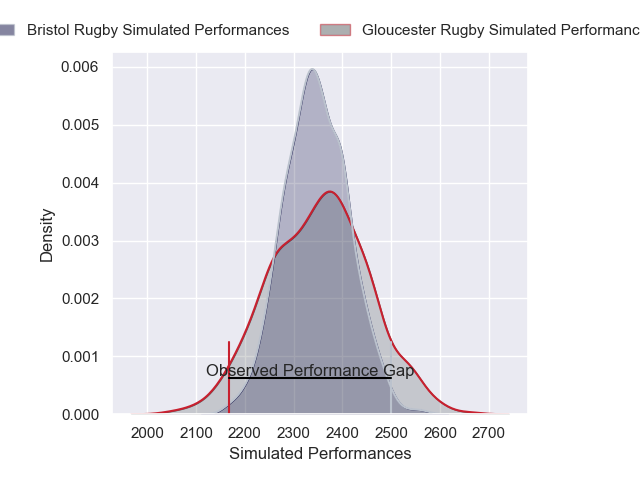 Bristol Rugby Simulated Performances
Gloucester Rugby Simulated Performanc
0.006
0.005
0.004
0.003
0.002
0.001
0.000
Density
Observed Performance Gap
2000 2100 2200 2300 2400 2500 2600 2700
Simulated Performances